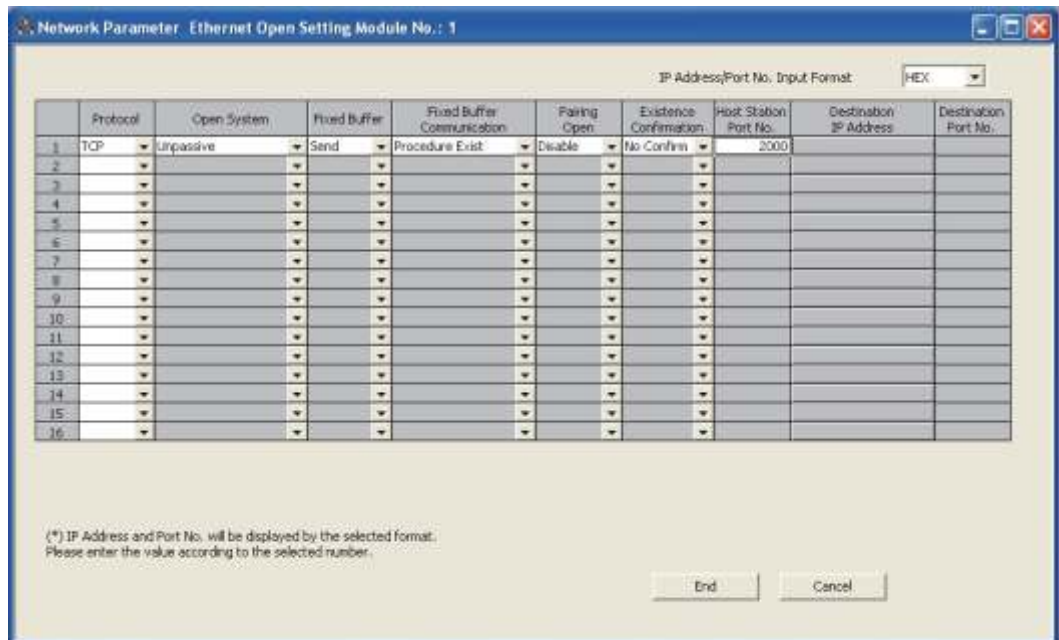 Network Parameter Ethernet Open Setting Module No.: 1
IP Address/Port No. Input Format HEX
Protocol Open System Fixed Buffer Fixed Buffer Communication Pairing Open Existence Confirmation Host Station Port No. Destination IP Address Destination Port No.
1 TCP Unpassive Send Procedure Exist Disable No Confirm 2000
2
3
4
5
6
7
8
9
10
11
12
13
14
15
16
(*) IP Address and Port No. will be displayed by the selected format.
Please enter the value according to the selected number.
End Cancel